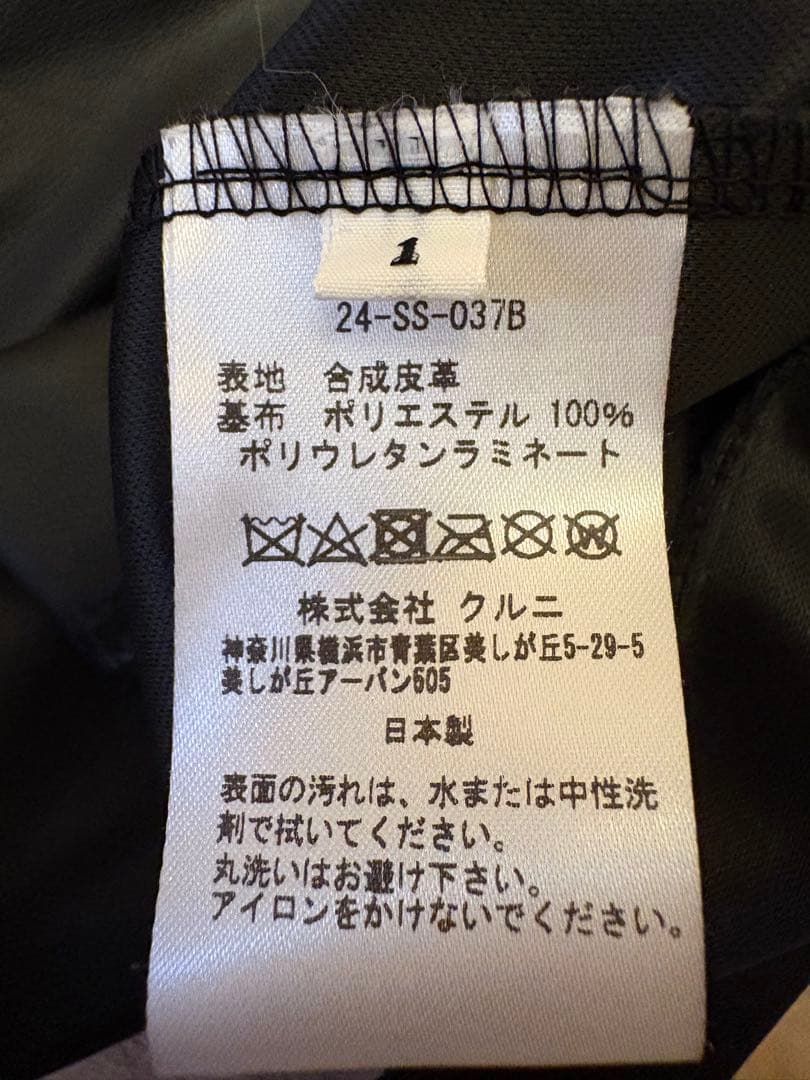 1
24-SS-037B
表地 合成皮革
基布 ポリエステル 100%
ポリウレタンラミネート
W
株式会社 クルニ
神奈川県横浜市青葉区美しが丘5-29-5
美しが丘アーバン605
日本製
表面の汚れは、水または中性洗
剤で拭いてください。
丸洗いはお避け下さい。
アイロンをかけないでください。